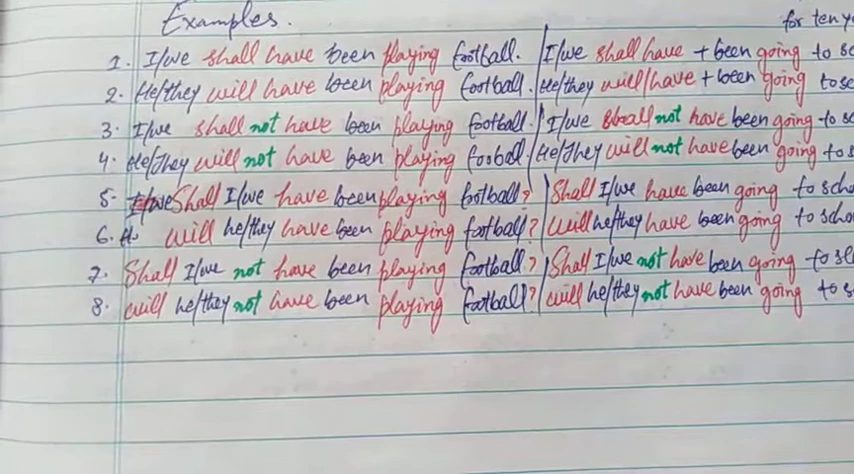 Examples. for ten y
1. I/we shall have been playing football. I/we shall have + been going to sc
2. He/they will have been playing football. He/they will/have + been going to sc
3. I/we shall not have been playing football. I/we shall not have been going to s
4. He/They will not have been playing fooball. He/They will not have been going to s
5. Shall I/we have been playing football? Shall I/we have been going to scho
6. will he/they have been playing football? Will he/they have been going to scho
7. Shall I/we not have been playing football? Shall I/we not have been going to s
8. will he/they not have been playing football? will he/they not have been going to s